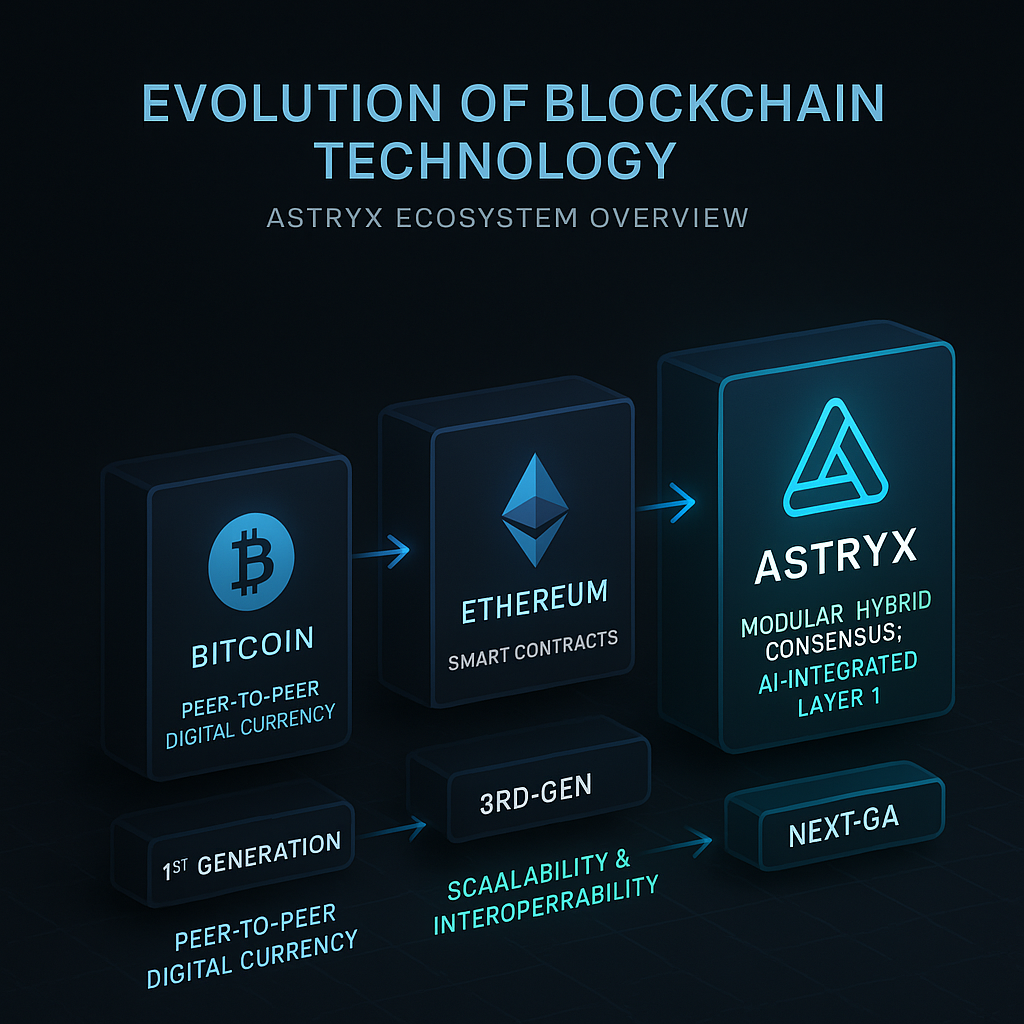 EVOLUTION OF BLOCKCHAIN
TECHNOLOGY
ASTRYX ECOSYSTEM OVERVIEW
BITCOIN
PEER-TO-PEER
DIGITAL CURRENCY
ETHEREUM
SMART CONTRACTS
ASTRYX
MODULAR HYBRID
CONSENSUS;
AI-INTEGRATED
LAYER 1
1ST GENERATION
PEER-TO-PEER
DIGITAL CURRENCY
3RD-GEN
SCAALABILITY &
INTEROPERRABILITY
NEXT-GA